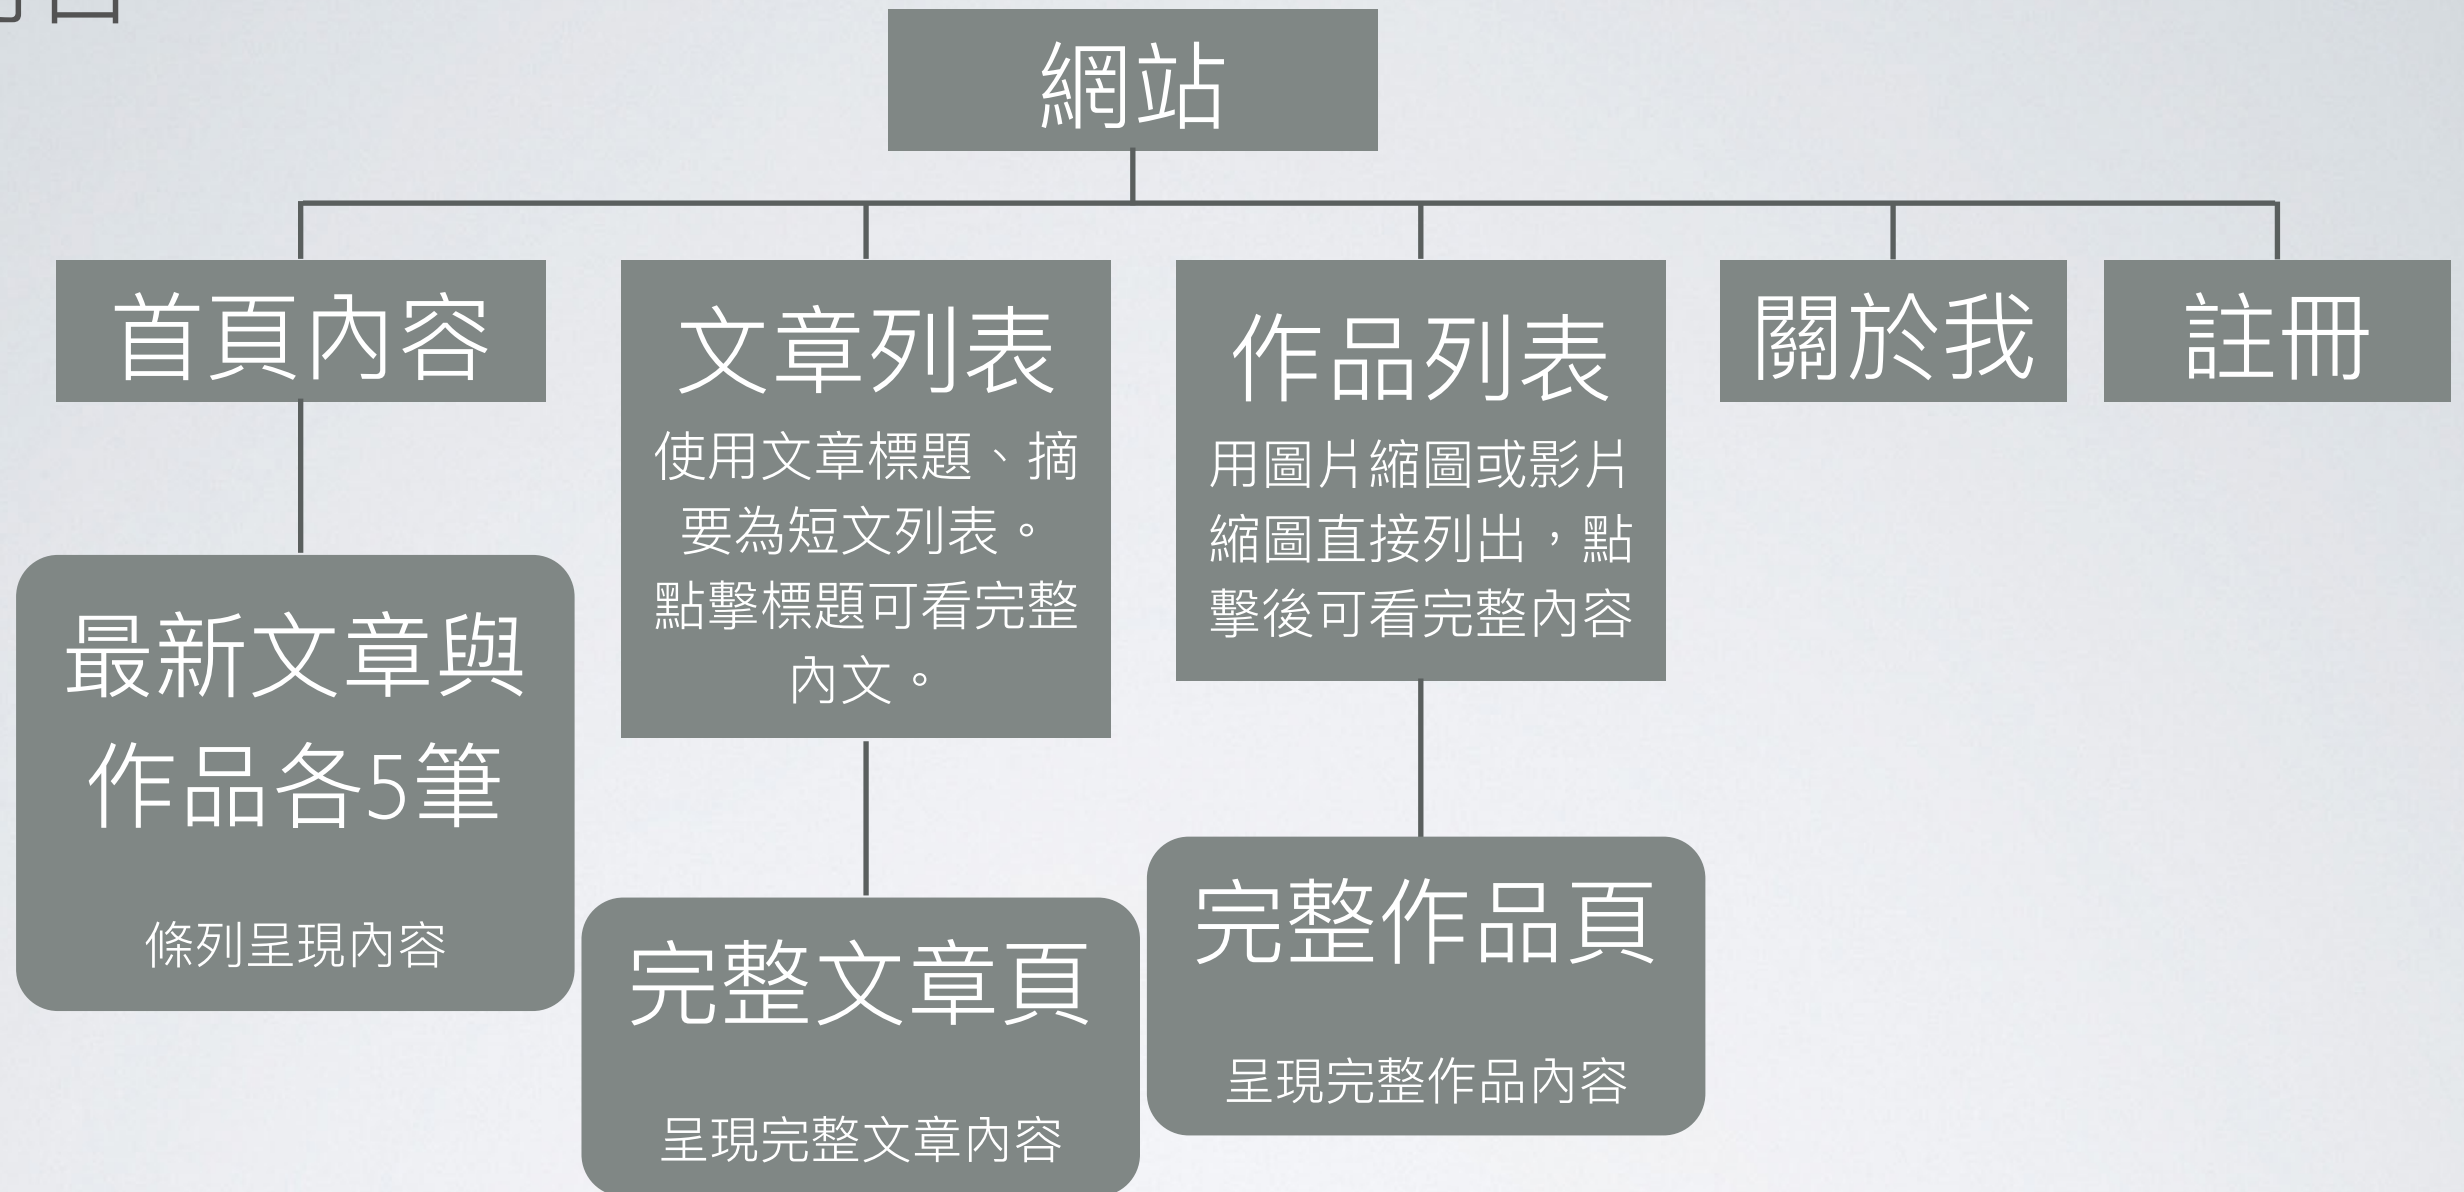 網站
首頁內容
最新文章與
作品各5筆
條列呈現內容
文章列表
使用文章標題、摘
要為短文列表。
點擊標題可看完整
內文。
完整文章頁
呈現完整文章內容
作品列表
用圖片縮圖或影片
縮圖直接列出，點
擊後可看完整內容
完整作品頁
呈現完整作品內容
關於我
註冊